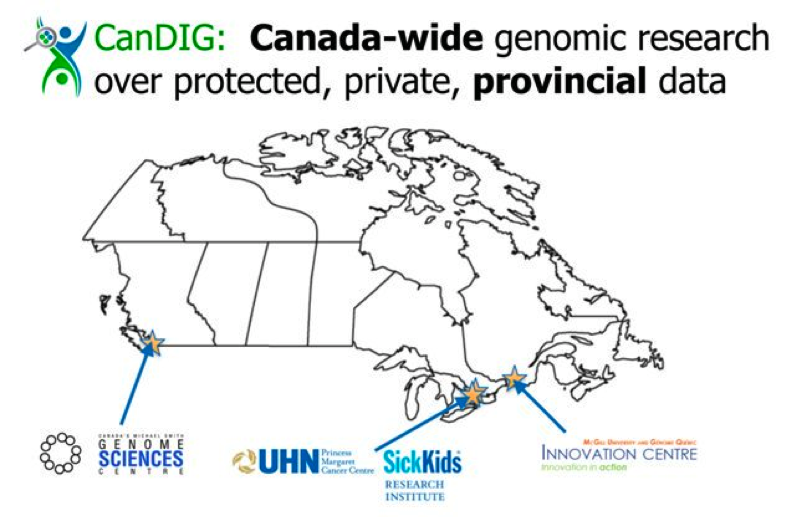 CanDIG: Canada-wide genomic research
over protected, private, provincial data
CANADA'S MICHAEL SMITH
GENOME
SCIENCES
CENTRE
UHN Princess
Margaret
Cancer Centre
SickKids
RESEARCH
INSTITUTE
McGill University and Génome Québec
INNOVATION CENTRE
Innovation in action